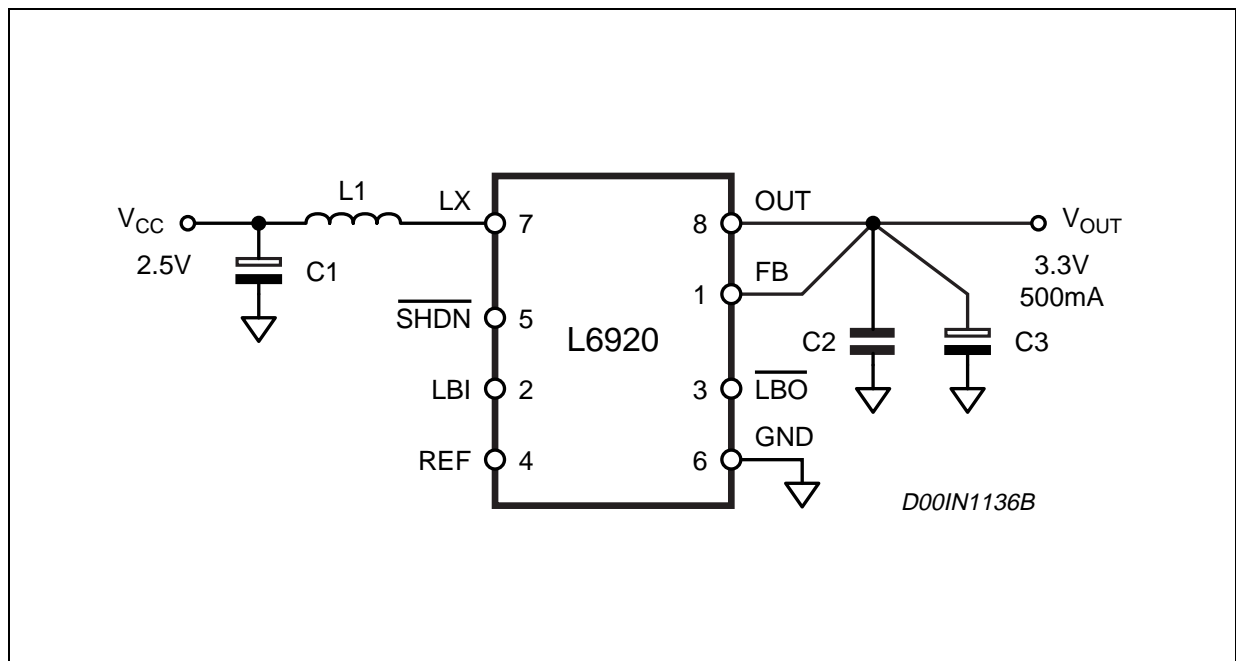 L1
LX
OUT
V_CC
7
8
V_OUT
2.5V
C1
FB
3.3V
1
500mA
SHDN
5
L6920
C2
C3
LBI
2
3
LBO
GND
REF
4
6
D00IN1136B